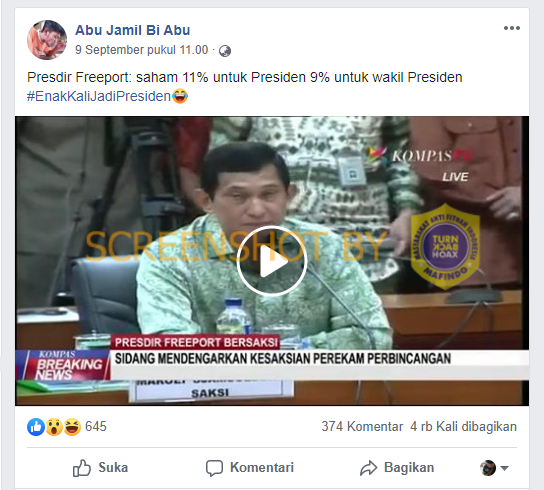 Abu Jamil Bi Abu
9 September pukul 11.00 ·
Presdir Freeport: saham 11% untuk Presiden 9% untuk wakil Presiden
#EnakKaliJadiPresiden😂
KOMPAS TV
LIVE
SCREENSHOT BY
MASYARAKAT ANTI FITNAH INDONESIA
TURN
BACK
HOAX
MAFINDO
PRESDIR FREEPORT BERSAKSI
KOMPAS
BREAKING
NEWS
SIDANG MENDENGARKAN KESAKSIAN PEREKAM PERBINCANGAN
SAKSI
645
374 Komentar 4 rb Kali dibagikan
Suka
Komentari
Bagikan